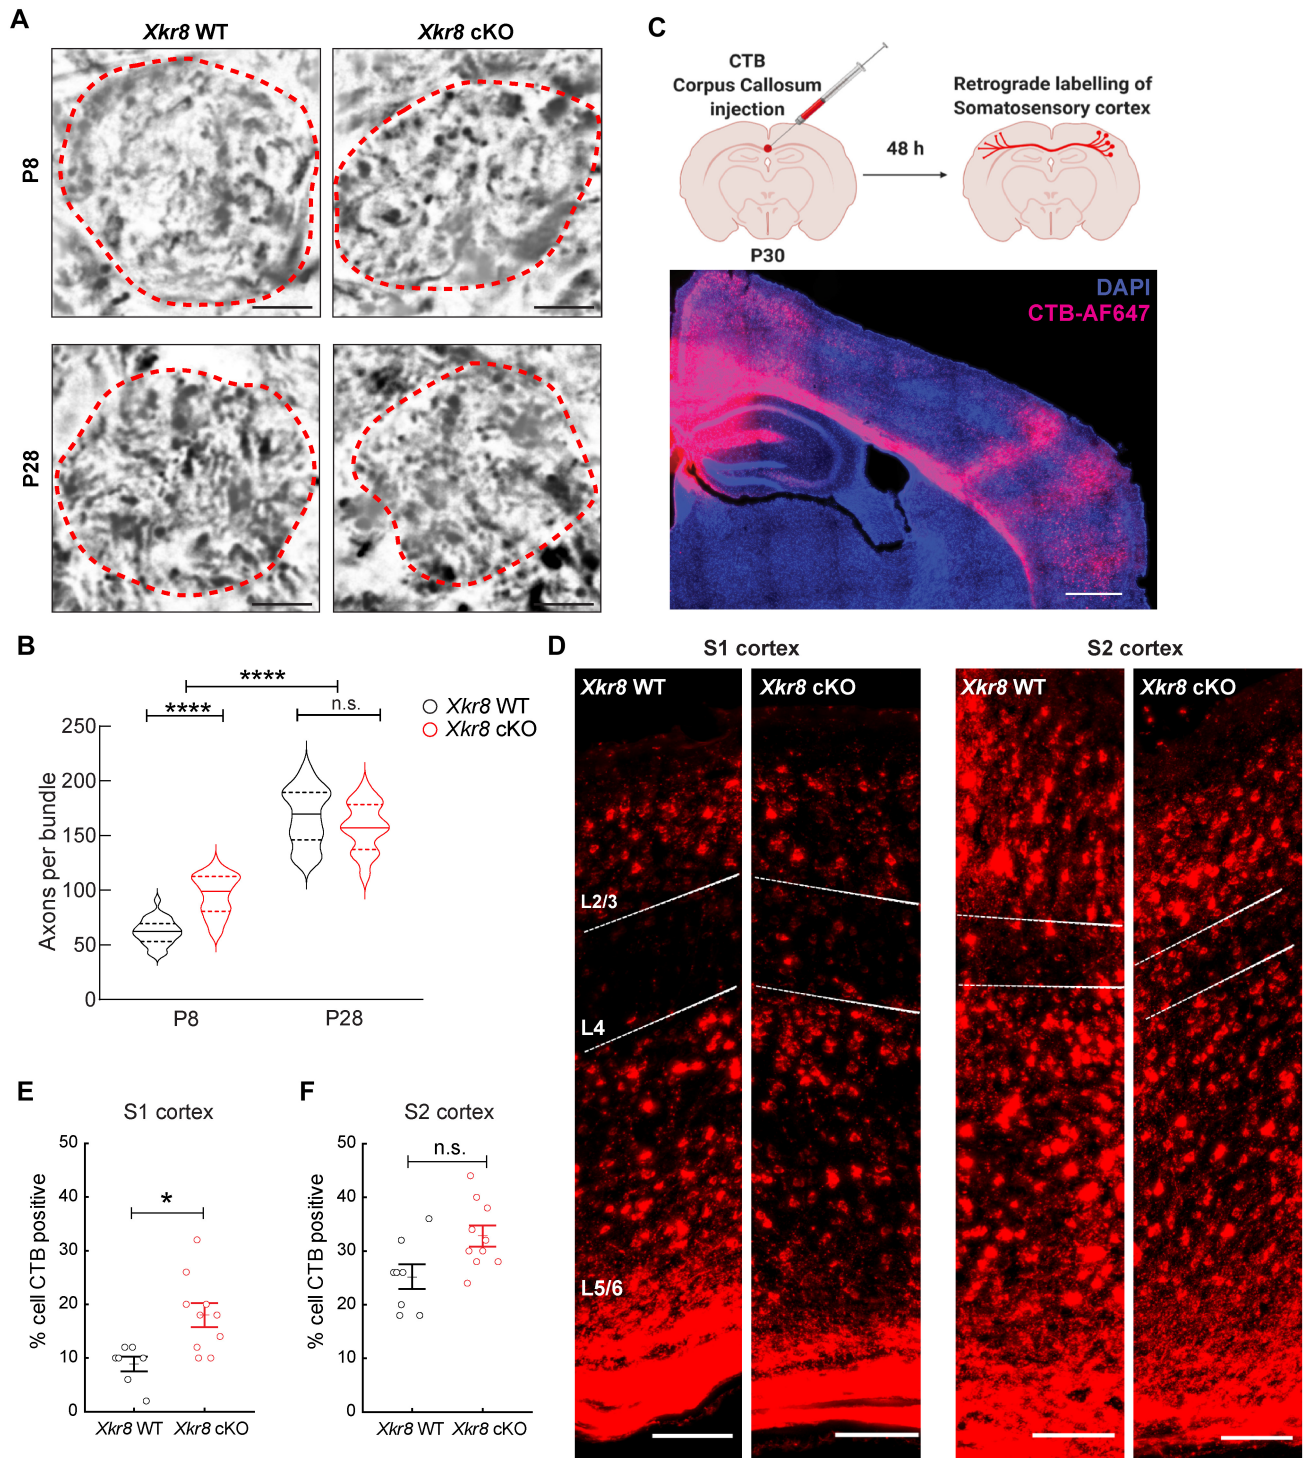 A
Xkr8 WT
Xkr8 cKO
P8
P28
B
****
****
n.s.
Xkr8 WT
Xkr8 cKO
Axons per bundle
250
200
150
100
50
0
P8
P28
C
CTB
Corpus Callosum
injection
48 h
Retrograde labelling of
Somatosensory cortex
P30
DAPI
CTB-AF647
D
S1 cortex
S2 cortex
Xkr8 WT
Xkr8 cKO
Xkr8 WT
Xkr8 cKO
L2/3
L4
L5/6
E
S1 cortex
% cell CTB positive
50
40
30
20
10
0
*
Xkr8 WT
Xkr8 cKO
F
S2 cortex
% cell CTB positive
50
40
30
20
10
0
n.s.
Xkr8 WT
Xkr8 cKO